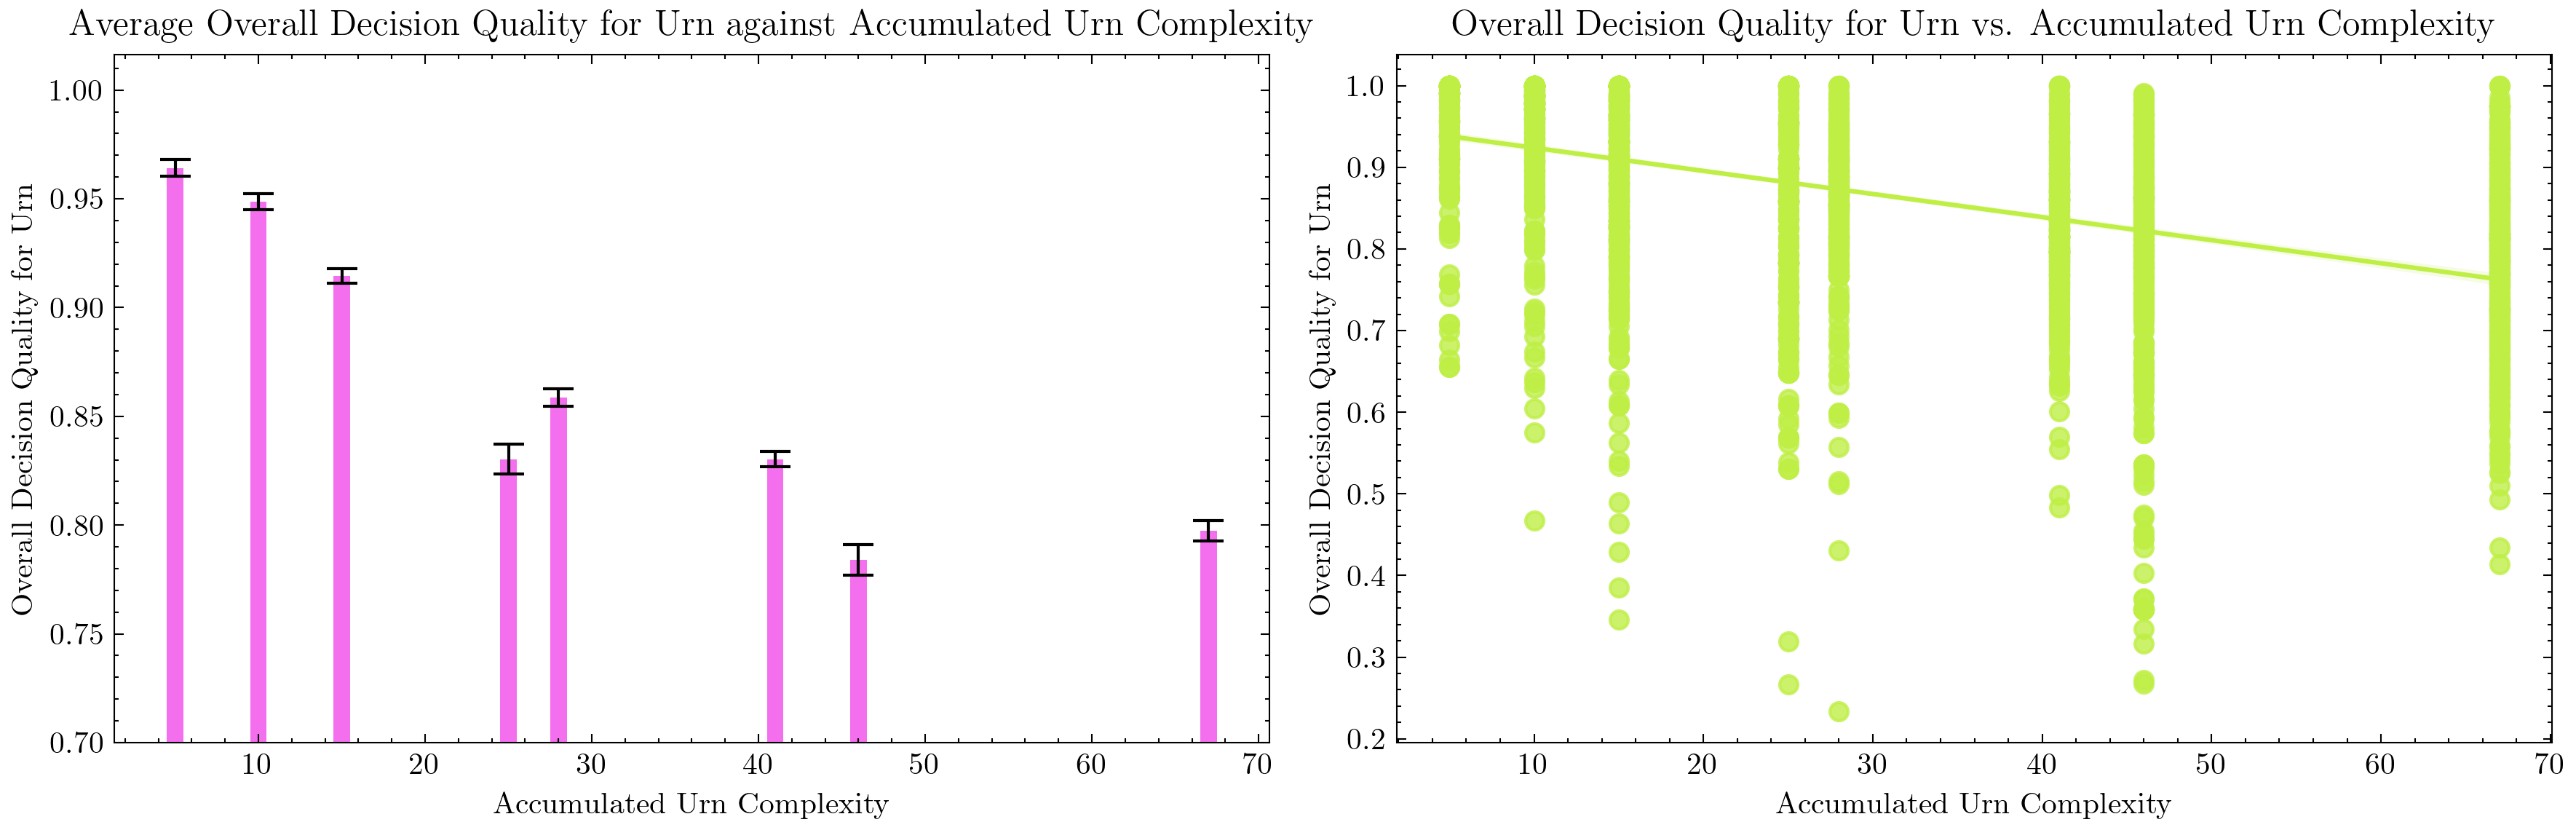 Average Overall Decision Quality for Urn against Accumulated Urn Complexity
Overall Decision Quality for Urn
1.00
0.95
0.90
0.85
0.80
0.75
0.70
10 20 30 40 50 60 70
Accumulated Urn Complexity
Overall Decision Quality for Urn vs. Accumulated Urn Complexity
Overall Decision Quality for Urn
1.0
0.9
0.8
0.7
0.6
0.5
0.4
0.3
0.2
10 20 30 40 50 60 70
Accumulated Urn Complexity